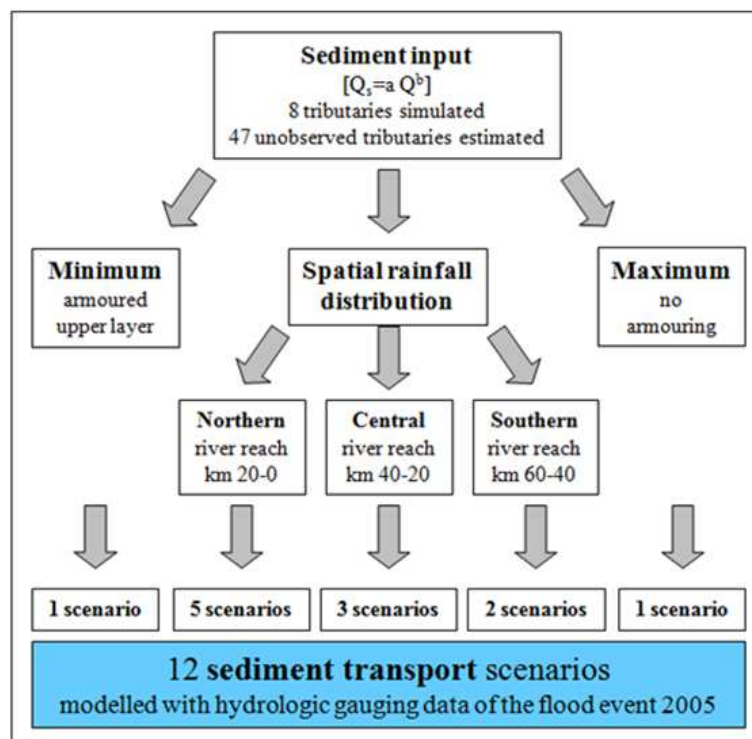 Sediment input
[Qₛ=a Qᵇ]
8 tributaries simulated
47 unobserved tributaries estimated
Minimum
armoured
upper layer
Spatial rainfall
distribution
Maximum
no
armouring
Northern
river reach
km 20-0
Central
river reach
km 40-20
Southern
river reach
km 60-40
1 scenario
5 scenarios
3 scenarios
2 scenarios
1 scenario
12 sediment transport scenarios
modelled with hydrologic gauging data of the flood event 2005